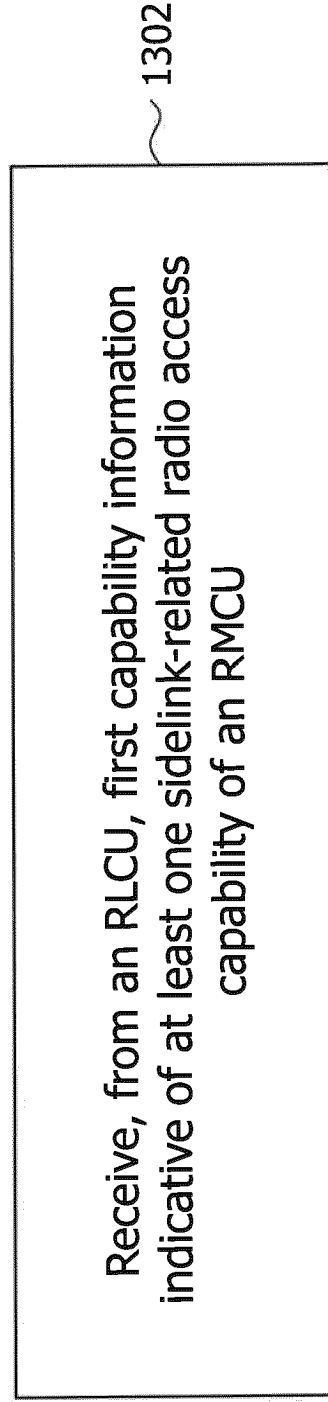 Receive, from an RLCU, first capability information
indicative of at least one sidelink-related radio access
capability of an RMCU
1302